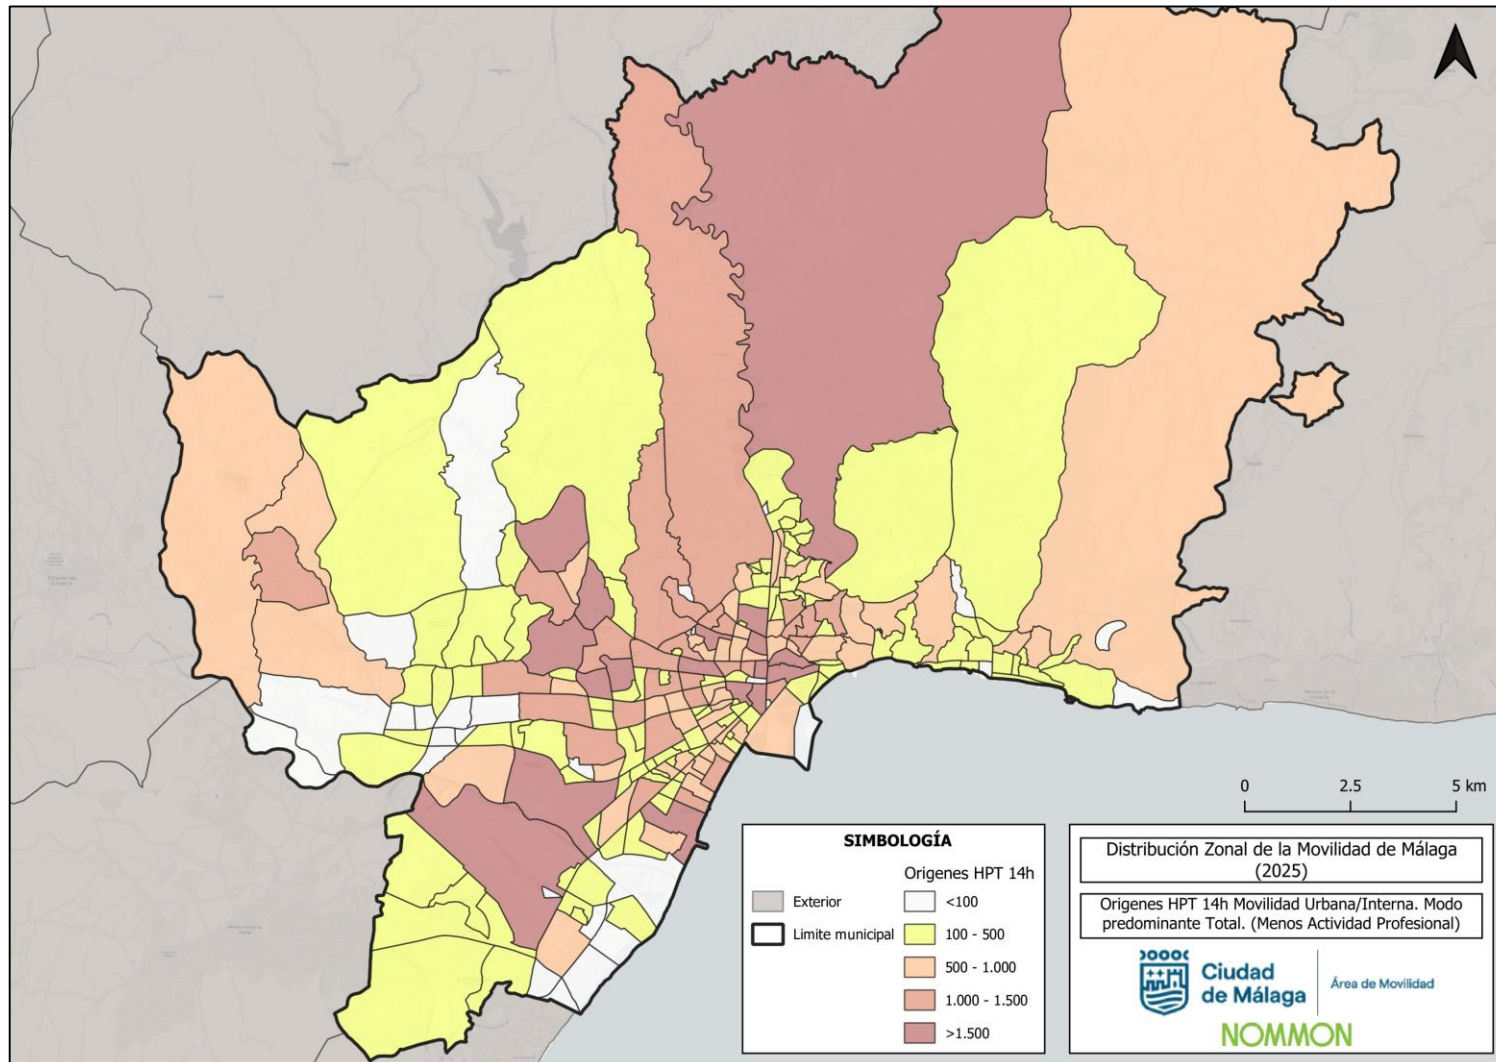 0 2.5 5 km
SIMBOLOGÍA
Origenes HPT 14h
Exterior
Limite municipal
<100
100 - 500
500 - 1.000
1.000 - 1.500
>1.500
Distribución Zonal de la Movilidad de Málaga
(2025)
Origenes HPT 14h Movilidad Urbana/Interna. Modo
predominante Total. (Menos Actividad Profesional)
Ciudad
de Málaga
Área de Movilidad
NOMMON